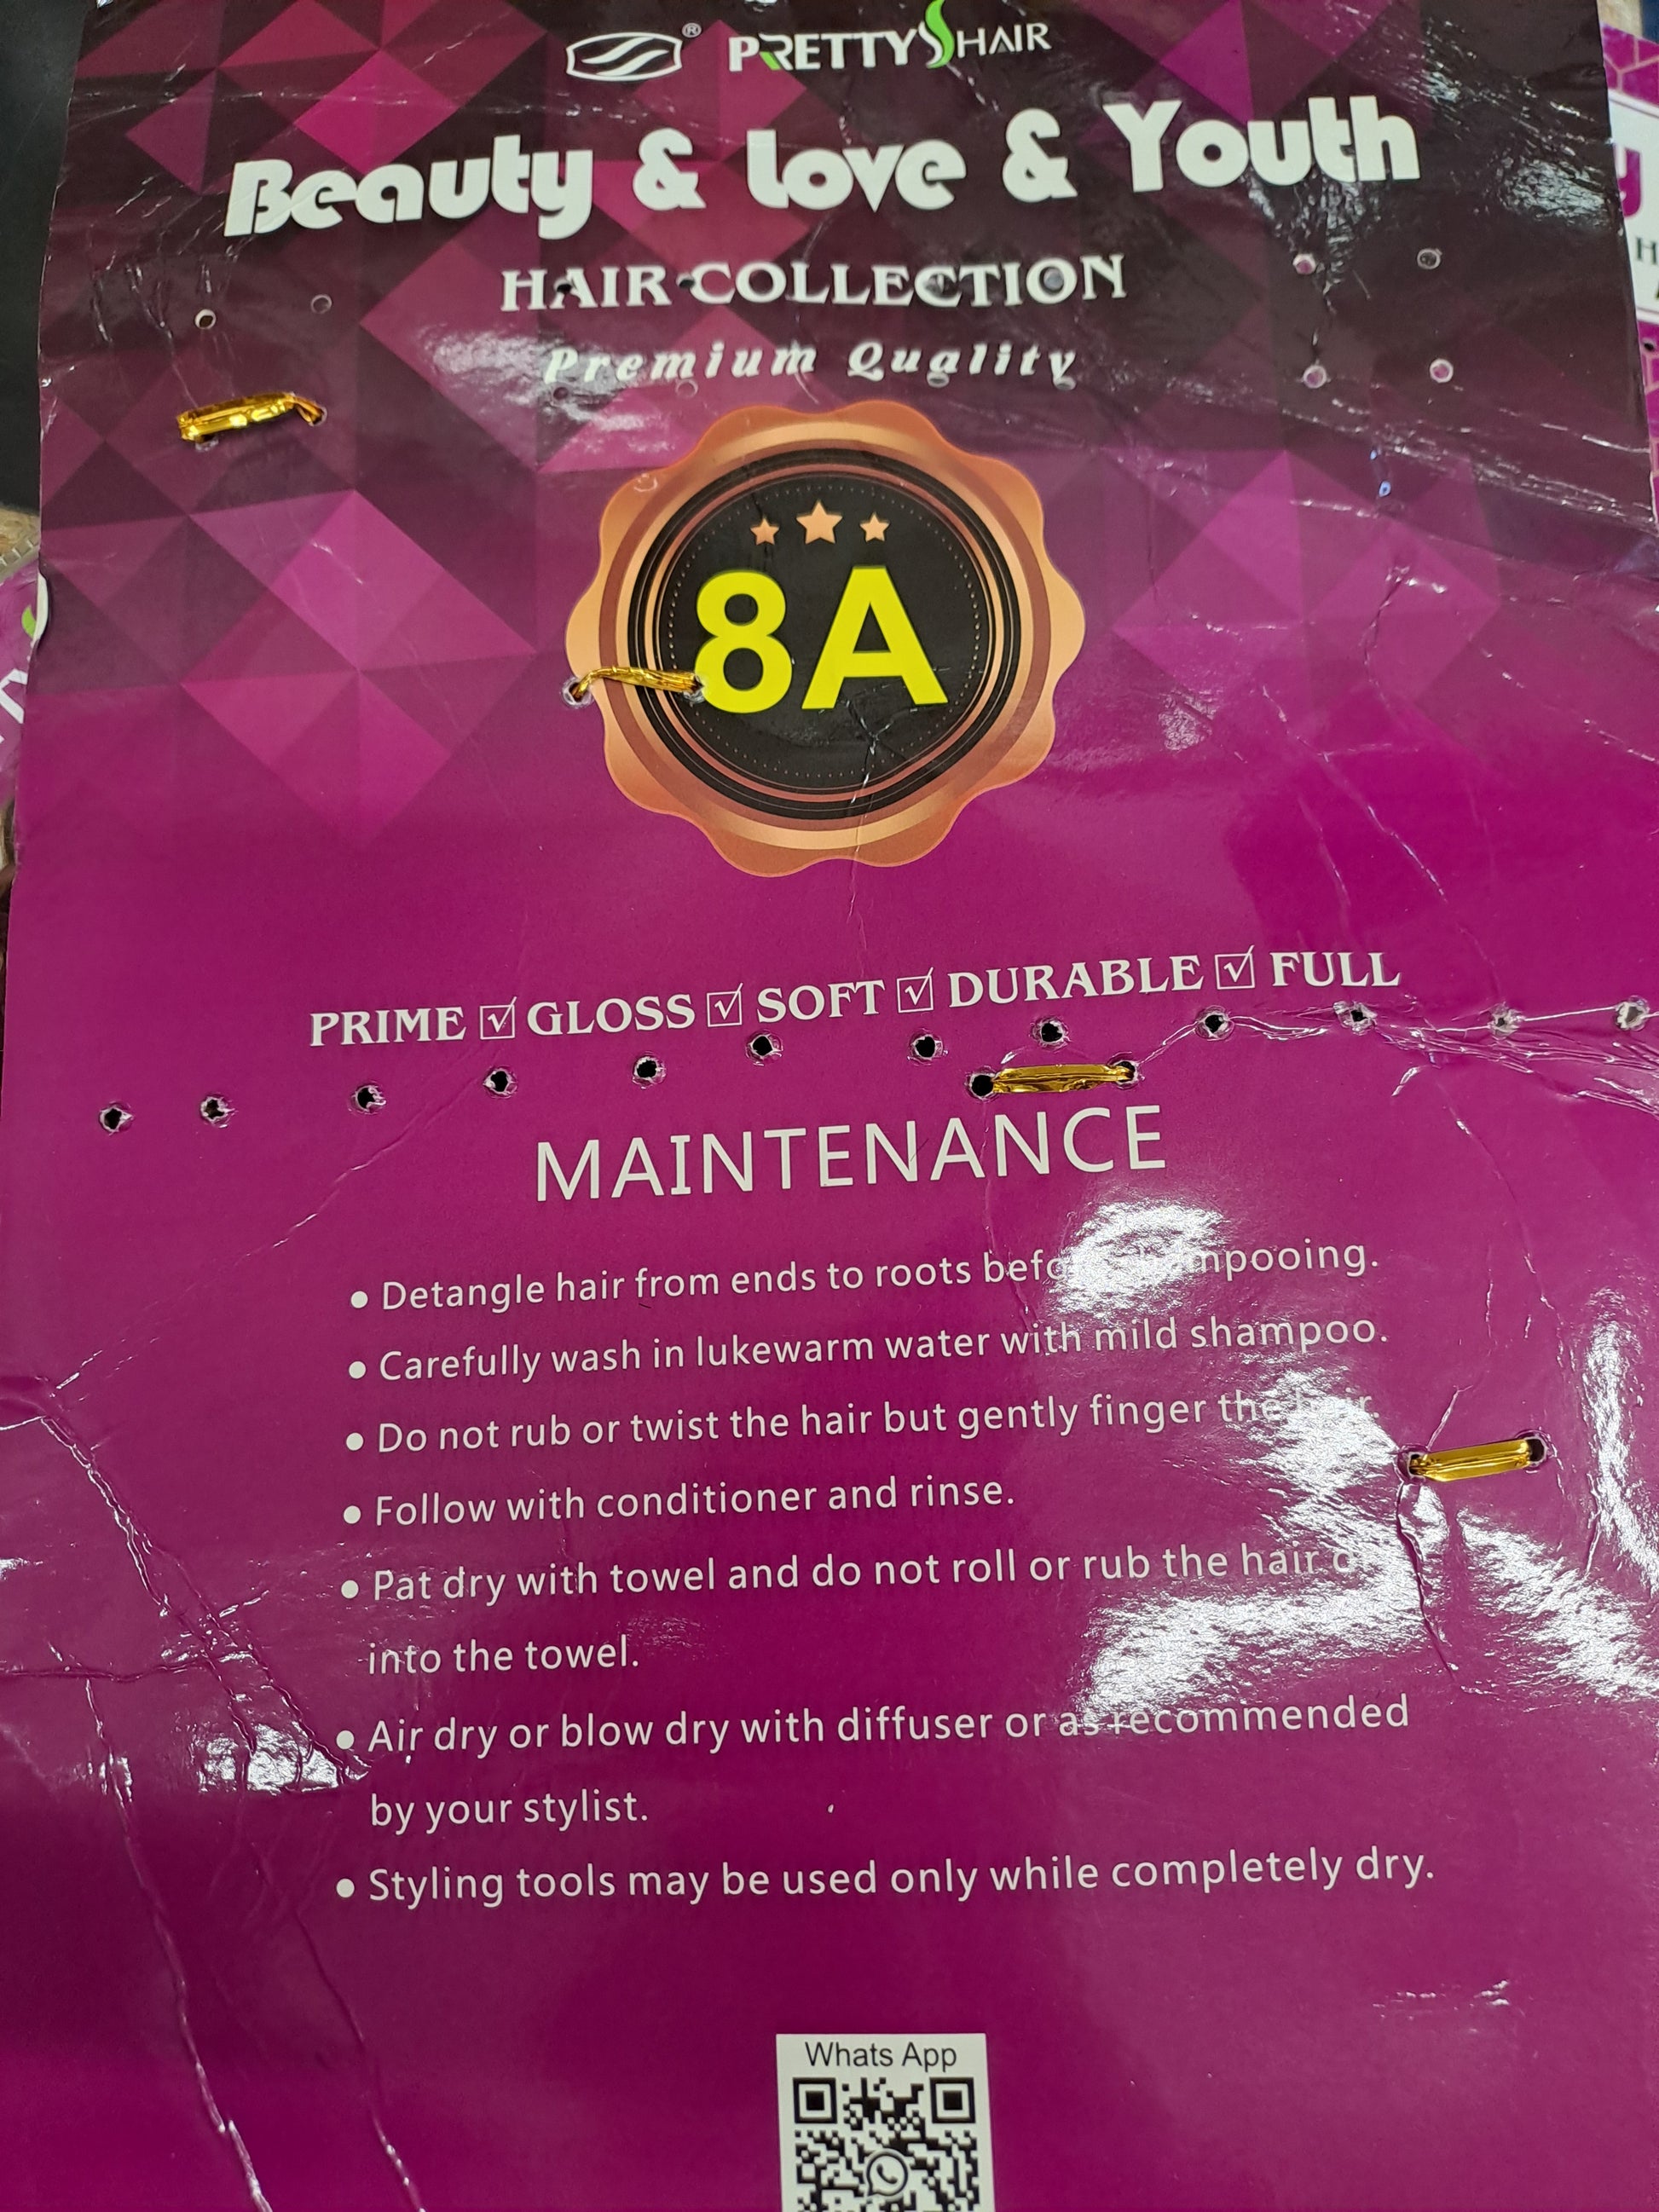 PRETTY HAIR
Beauty & Love & Youth
HAIR COLLECTION
Premium Quality
8A
PRIME ☑ GLOSS ☑ SOFT ☑ DURABLE ☑ FULL
MAINTENANCE
• Detangle hair from ends to roots before shampooing.
• Carefully wash in lukewarm water with mild shampoo.
• Do not rub or twist the hair but gently finger the hair.
• Follow with conditioner and rinse.
• Pat dry with towel and do not roll or rub the hair
into the towel.
• Air dry or blow dry with diffuser or as recommended
by your stylist.
• Styling tools may be used only while completely dry.
Whats App